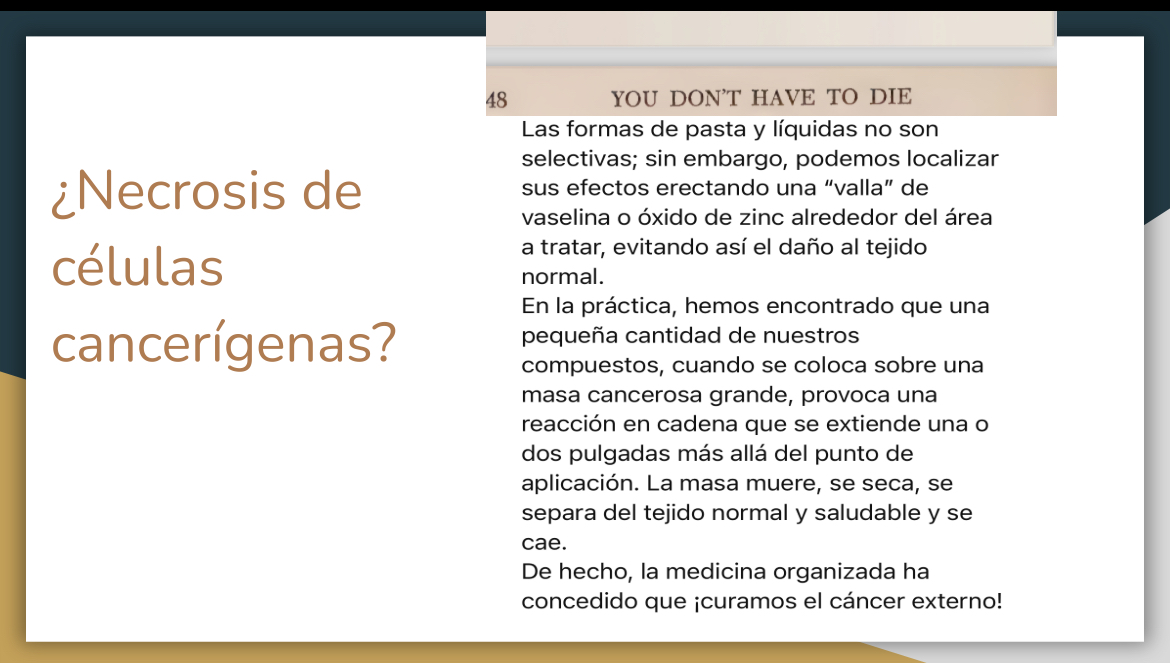 ¿Necrosis de
células
cancerígenas?
48 YOU DON'T HAVE TO DIE
Las formas de pasta y líquidas no son
selectivas; sin embargo, podemos localizar
sus efectos erectando una “valla” de
vaselina o óxido de zinc alrededor del área
a tratar, evitando así el daño al tejido
normal.
En la práctica, hemos encontrado que una
pequeña cantidad de nuestros
compuestos, cuando se coloca sobre una
masa cancerosa grande, provoca una
reacción en cadena que se extiende una o
dos pulgadas más allá del punto de
aplicación. La masa muere, se seca, se
separa del tejido normal y saludable y se
cae.
De hecho, la medicina organizada ha
concedido que ¡curamos el cáncer externo!